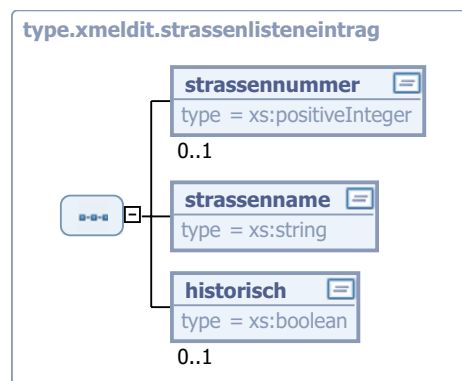 type.xmeldit.strassenlisteneintrag
strassennummer
type = xs:positiveInteger
0..1
strassenname
type = xs:string
historisch
type = xs:boolean
0..1